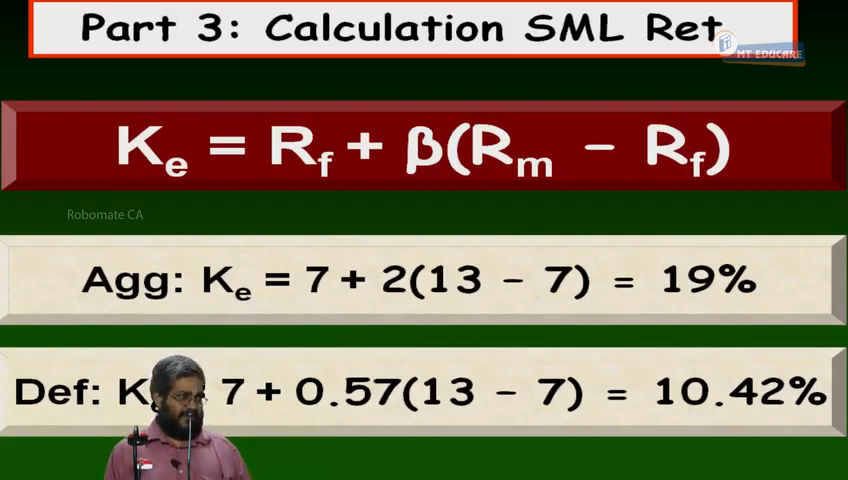 Part 3: Calculation SML Ret
MT EDUCARE
Ke = Rf + β(Rm – Rf)
Robomate CA
Agg: Ke = 7 + 2(13 – 7) = 19%
Def: K 7 + 0.57(13 – 7) = 10.42%